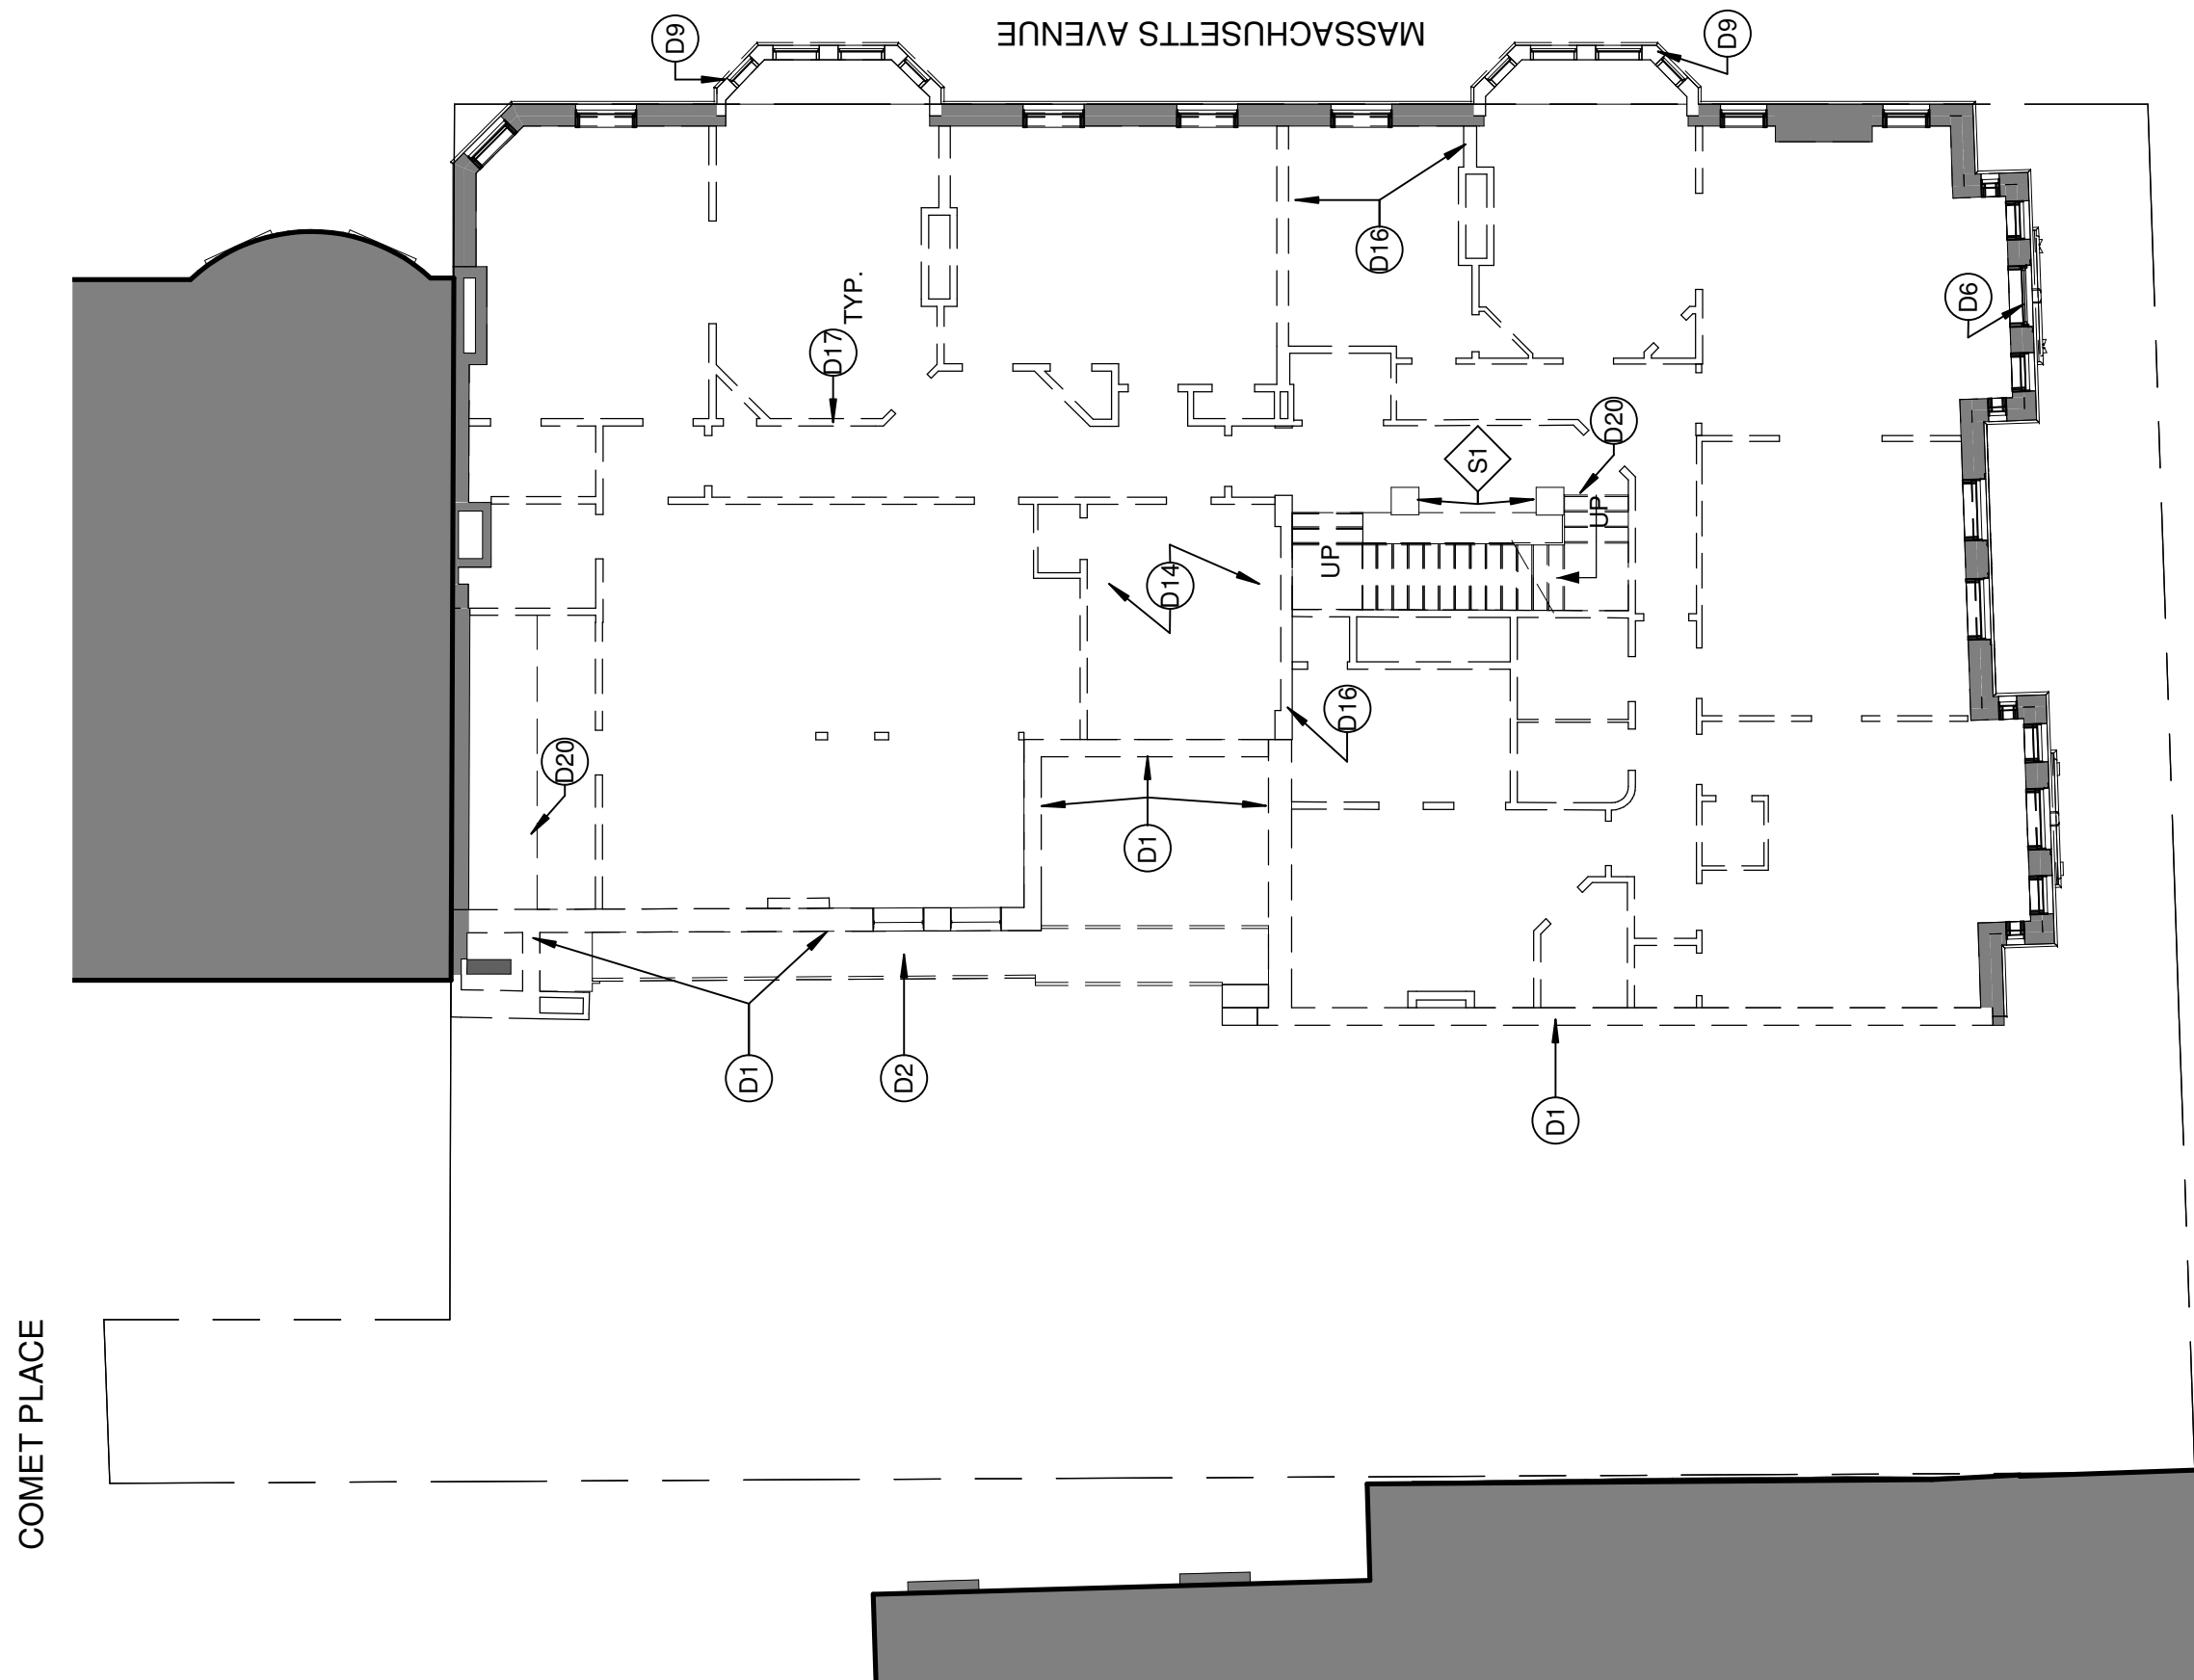 D9
MASSACHUSETTS AVENUE
D9
D16
D6
TYP.
D17
D20
S1
UP
UP
D14
D16
D20
D1
D1
D2
D1
COMET PLACE